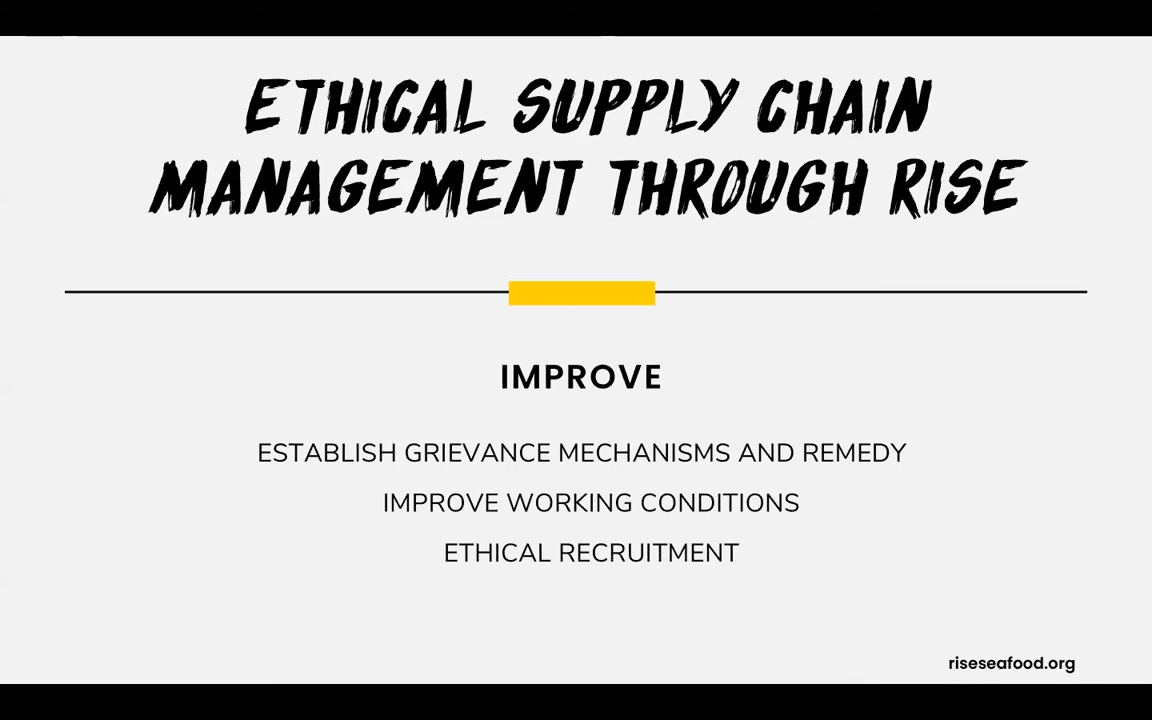 ETHICAL SUPPLY CHAIN
MANAGEMENT THROUGH RISE
IMPROVE
ESTABLISH GRIEVANCE MECHANISMS AND REMEDY
IMPROVE WORKING CONDITIONS
ETHICAL RECRUITMENT
riseseafood.org